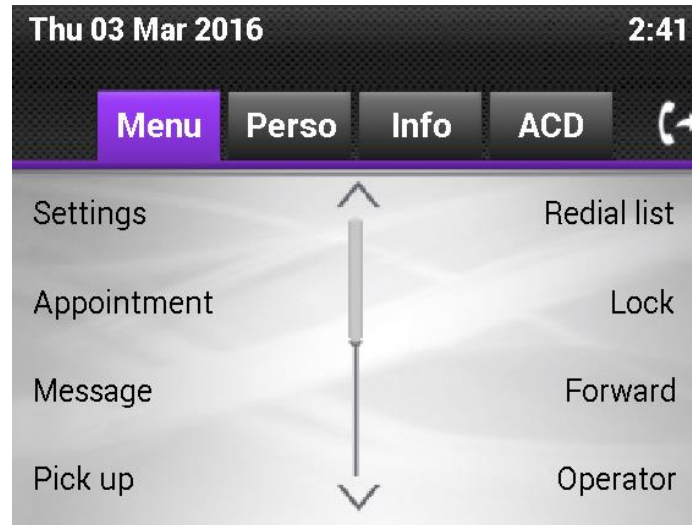 Thu 03 Mar 2016 2:41
Menu Perso Info ACD
Settings Redial list
Appointment Lock
Message Forward
Pick up Operator